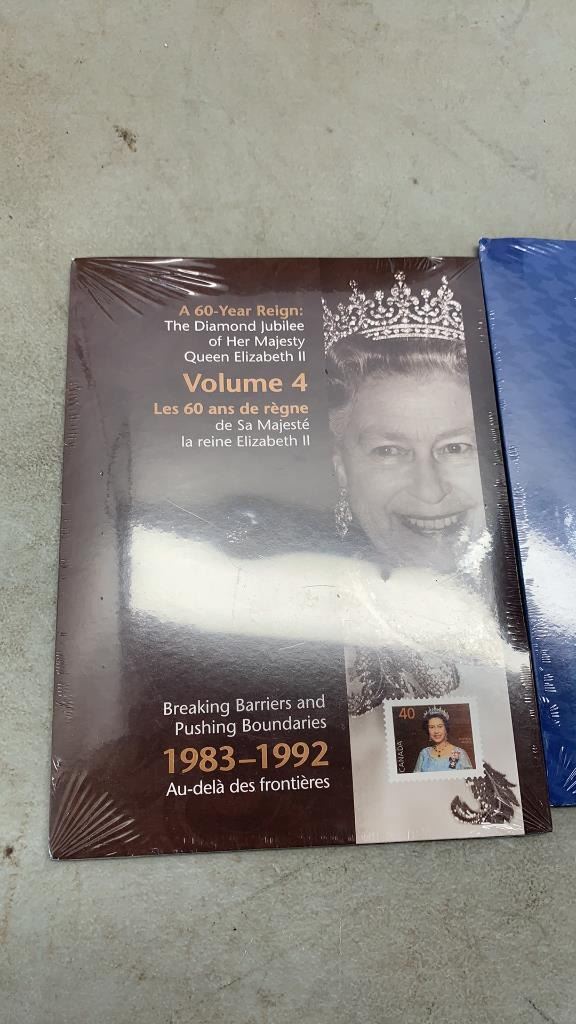 A 60-Year Reign:
The Diamond Jubilee
of Her Majesty
Queen Elizabeth II
Volume 4
Les 60 ans de règne
de Sa Majesté
la reine Elizabeth II
Breaking Barriers and
Pushing Boundaries
1983–1992
Au-delà des frontières
40
CANADA